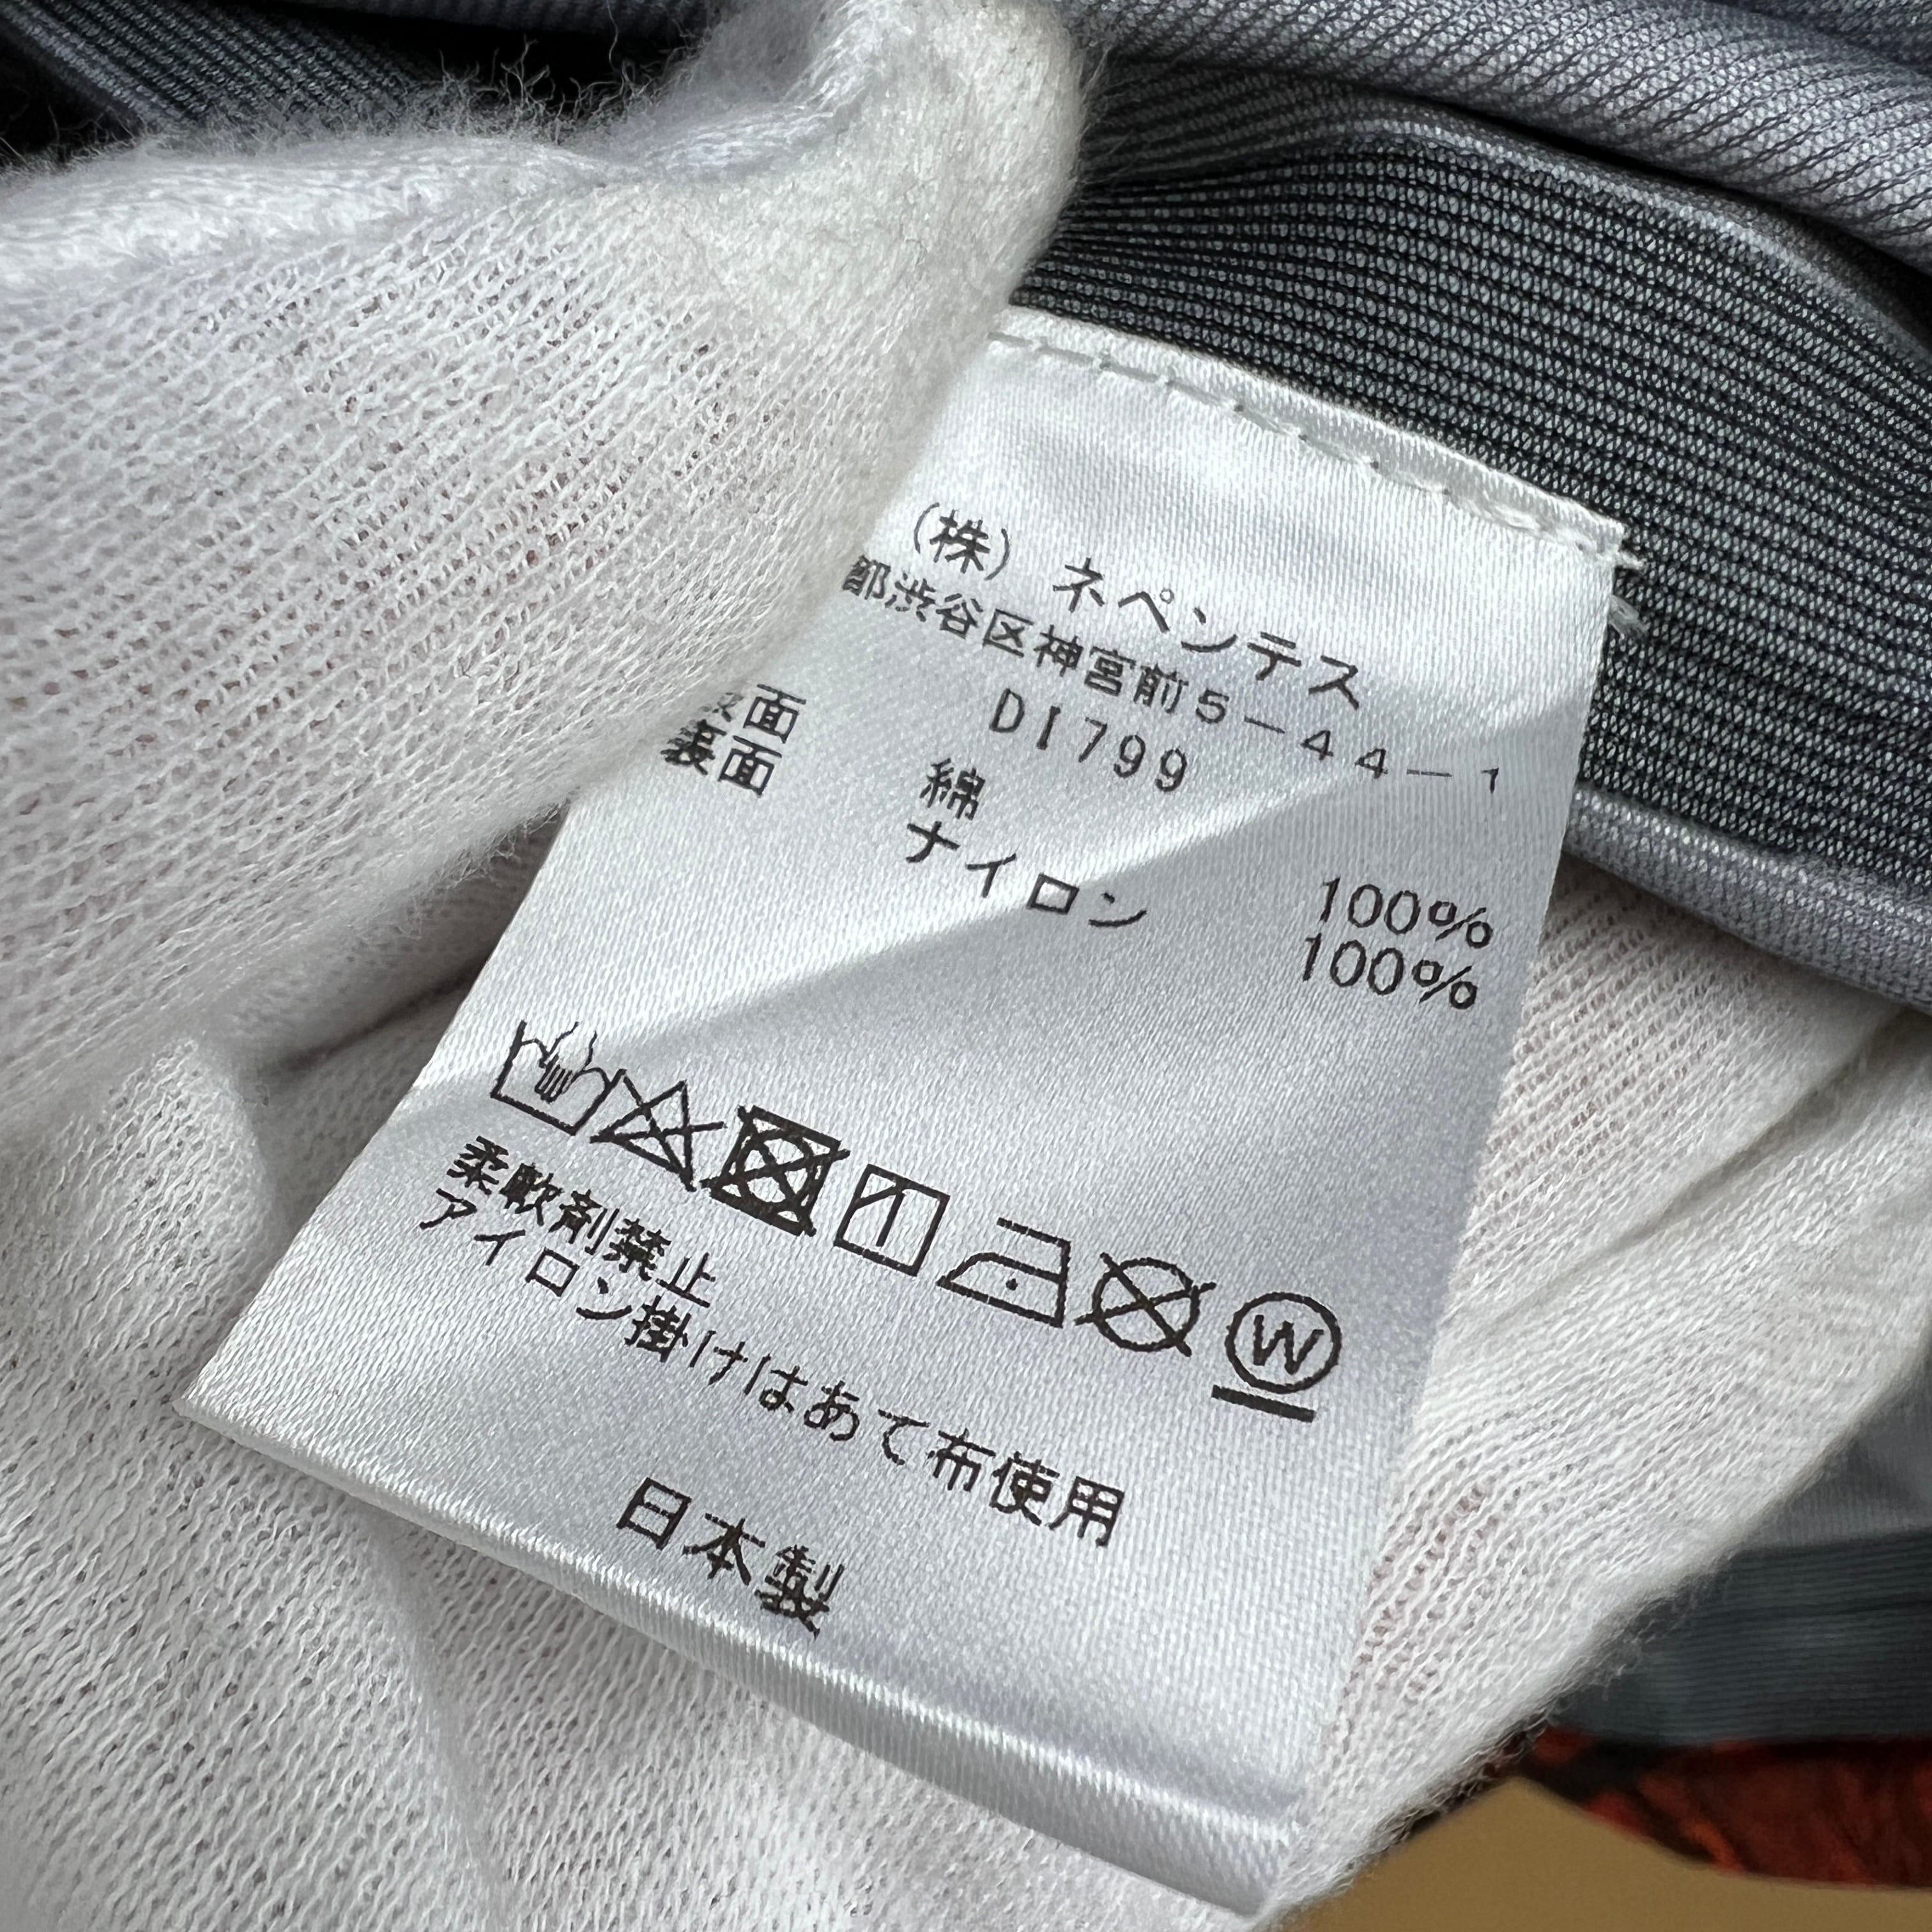 (株) ネペンテス
都渋谷区神宮前5-44-1
DI799
面 綿 100%
裏面 ナイロン 100%
W
柔軟剤禁止
アイロン掛けはあて布使用
日本製